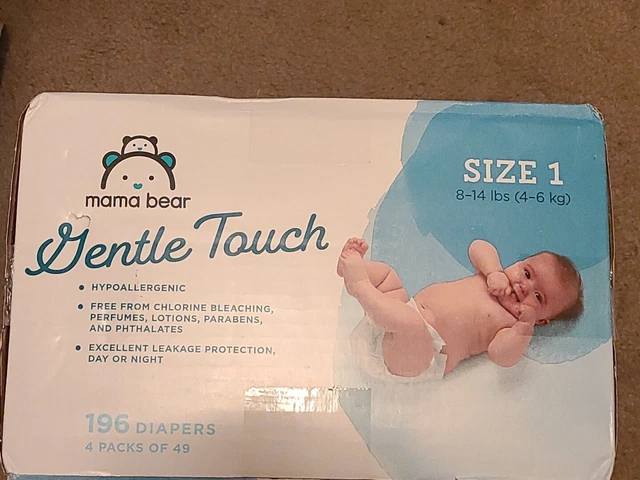 mama bear
Gentle Touch
• HYPOALLERGENIC
• FREE FROM CHLORINE BLEACHING,
PERFUMES, LOTIONS, PARABENS,
AND PHTHALATES
• EXCELLENT LEAKAGE PROTECTION,
DAY OR NIGHT
196 DIAPERS
4 PACKS OF 49
SIZE 1
8–14 lbs (4–6 kg)